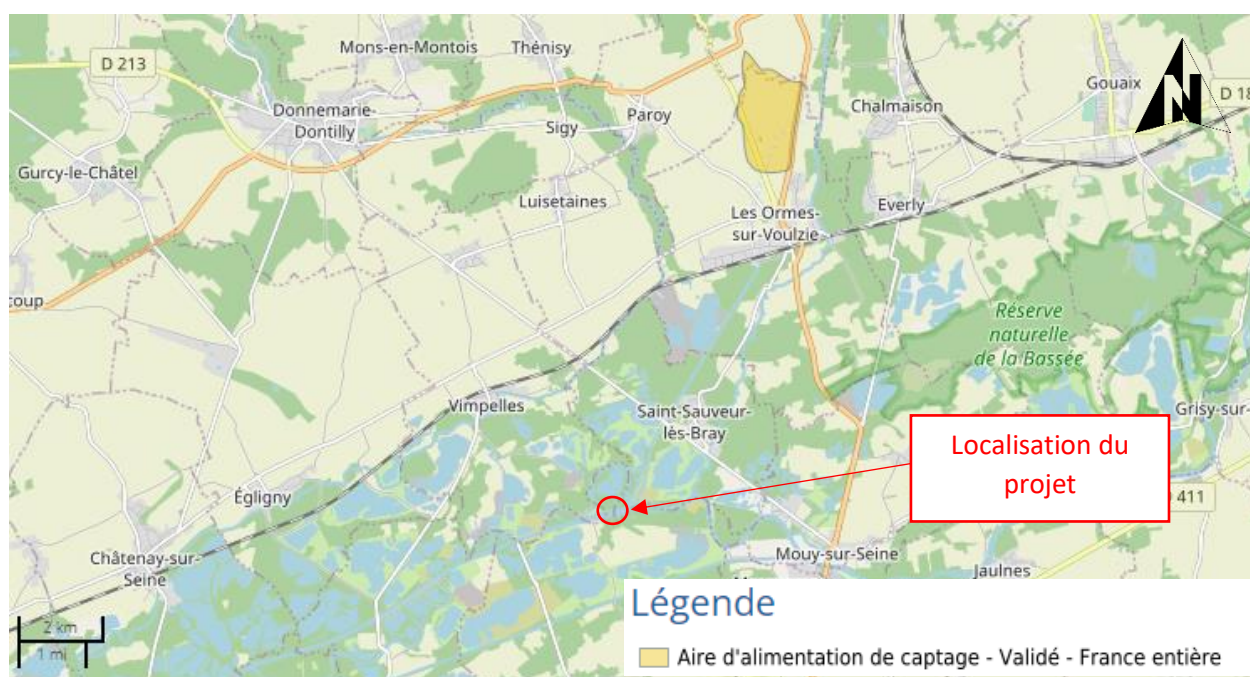 Mons-en-Montois
Thénisy
D 213
Gouaix
N
D 18
Donnemarie-
Dontilly
Chalmaison
Paroy
Sigy
Gurcy-le-Châtel
Luisetaines
Les Ormes-
sur-Voulzie
Everly
coup
Réserve
naturelle
de la Bassée
Vimpelles
Saint-Sauveur-
lès-Bray
Grisy-sur-
Localisation du
projet
411
Égligny
Châtenay-sur-
Seine
Mouy-sur-Seine
Jaulnes
2 km
1 mi
Légende
Aire d'alimentation de captage - Validé - France entière